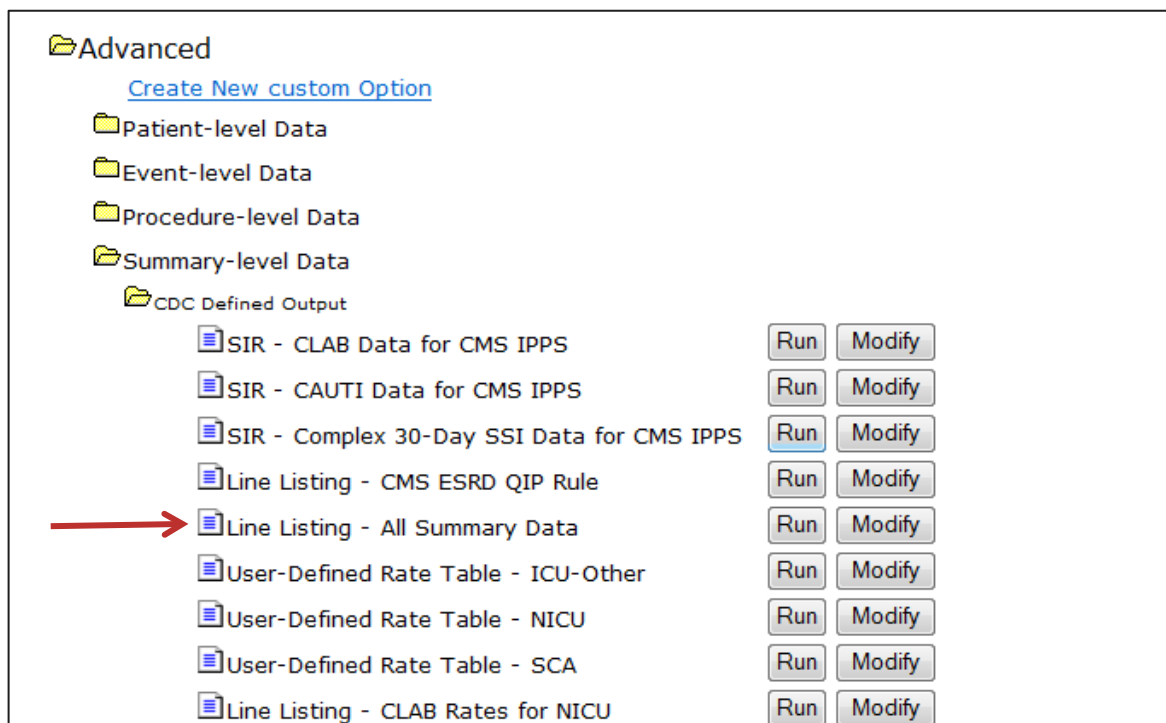 Advanced
Create New custom Option
Patient-level Data
Event-level Data
Procedure-level Data
Summary-level Data
CDC Defined Output
SIR - CLAB Data for CMS IPPS Run Modify
SIR - CAUTI Data for CMS IPPS Run Modify
SIR - Complex 30-Day SSI Data for CMS IPPS Run Modify
Line Listing - CMS ESRD QIP Rule Run Modify
Line Listing - All Summary Data Run Modify
User-Defined Rate Table - ICU-Other Run Modify
User-Defined Rate Table - NICU Run Modify
User-Defined Rate Table - SCA Run Modify
Line Listing - CLAB Rates for NICU Run Modify